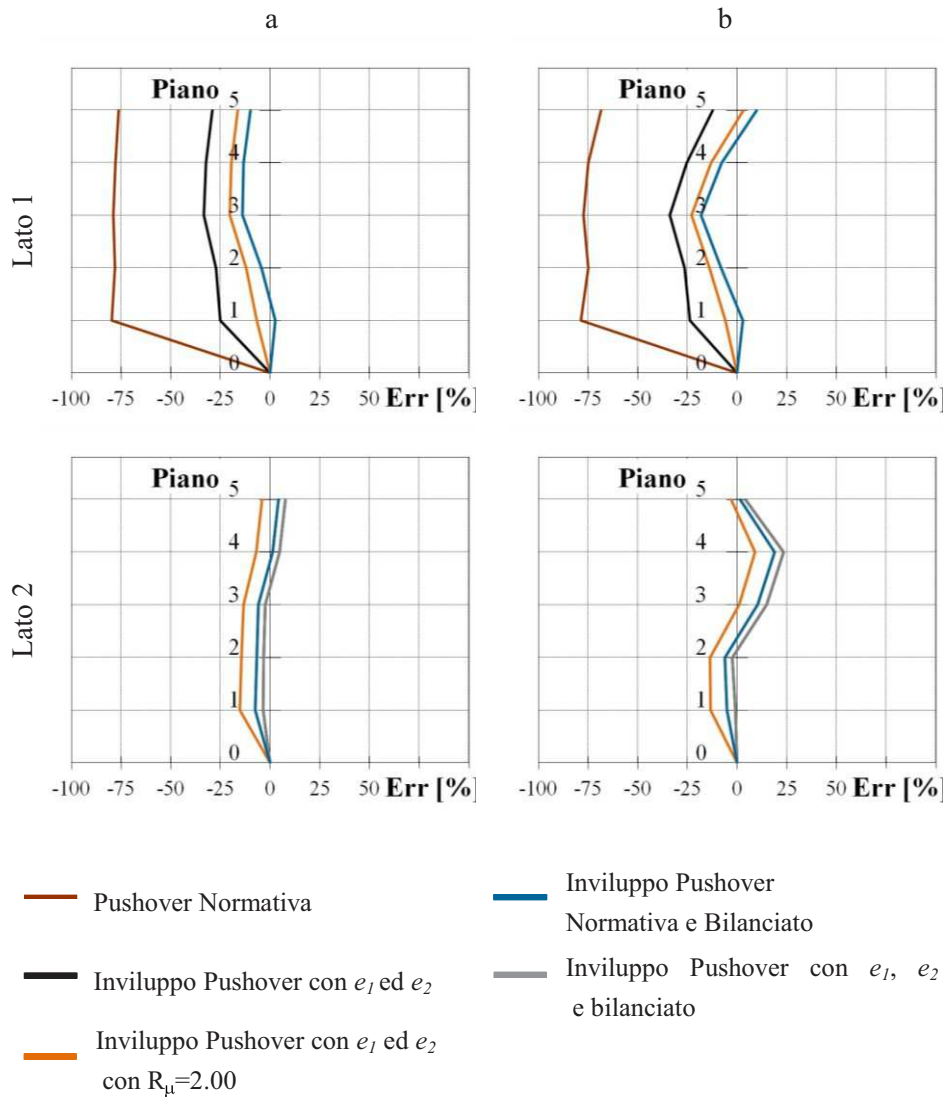 a
b
Lato 1
Piano
5
4
3
2
1
0
-100 -75 -50 -25 0 25 50 Err [%]
Piano
5
4
3
2
1
0
-100 -75 -50 -25 0 25 50 Err [%]
Lato 2
Piano
5
4
3
2
1
0
-100 -75 -50 -25 0 25 50 Err [%]
Piano
5
4
3
2
1
0
-100 -75 -50 -25 0 25 50 Err [%]
Pushover Normativa
Inviluppo Pushover con e1 ed e2
Inviluppo Pushover con e1 ed e2
con Rμ=2.00
Inviluppo Pushover
Normativa e Bilanciato
Inviluppo Pushover con e1, e2
e bilanciato